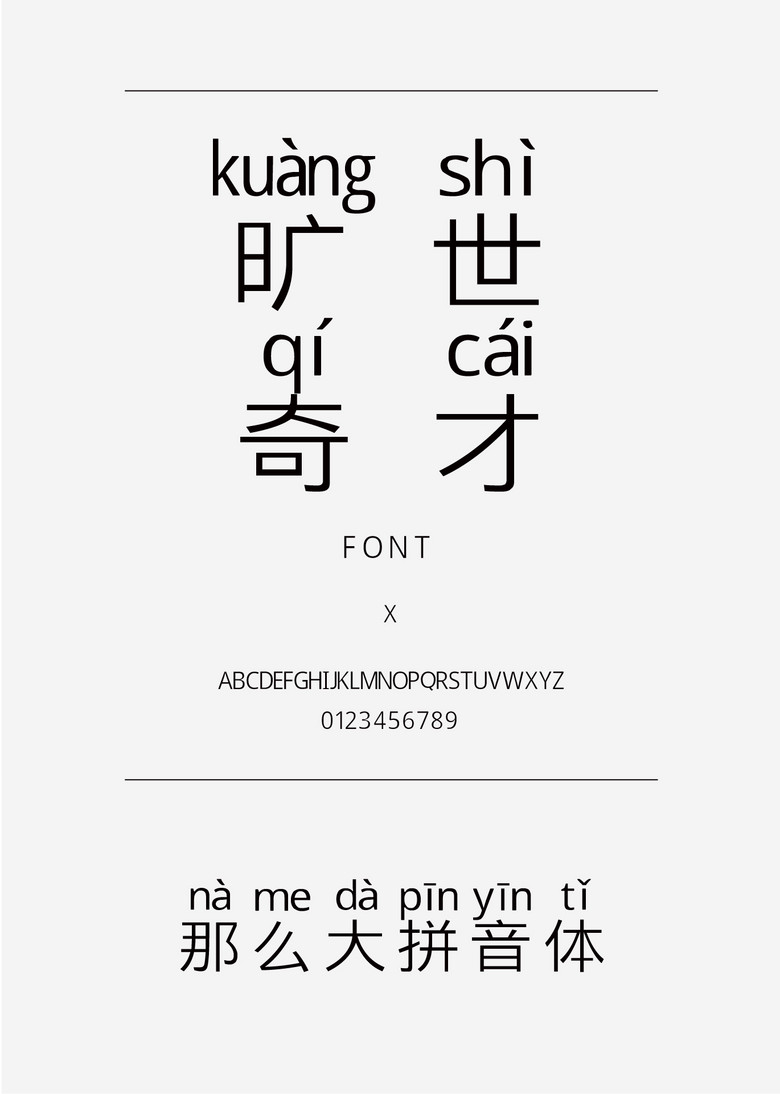 kuàng shì
旷 世
qí cái
奇 才
FONT
X
ABCDEFGHIJKLMNOPQRSTUVWXYZ
0123456789
nà me dà pīn yīn tǐ
那么大拼音体